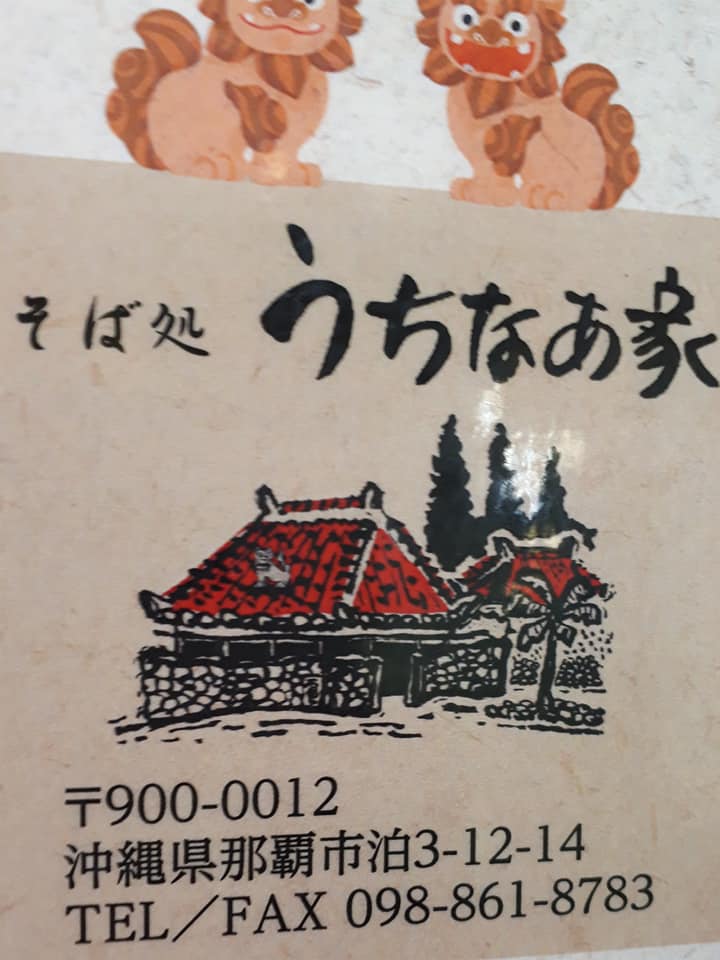 そば処 うちなあ家
〒900-0012
沖縄県那覇市泊3-12-14
TEL／FAX 098-861-8783